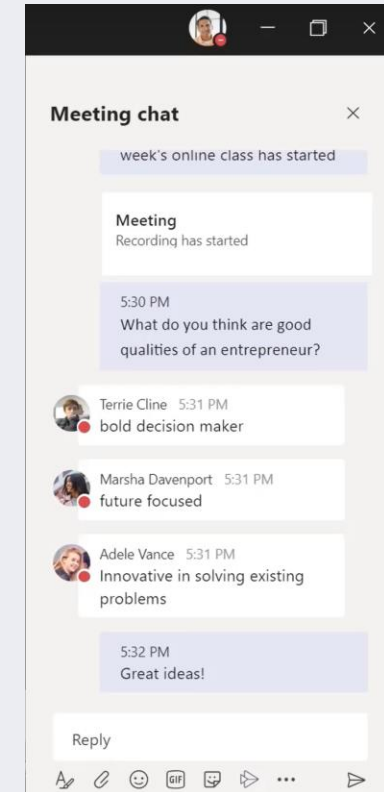 Meeting chat
week's online class has started
Meeting
Recording has started
5:30 PM
What do you think are good
qualities of an entrepreneur?
Terrie Cline 5:31 PM
bold decision maker
Marsha Davenport 5:31 PM
future focused
Adele Vance 5:31 PM
Innovative in solving existing
problems
5:32 PM
Great ideas!
Reply
GIF